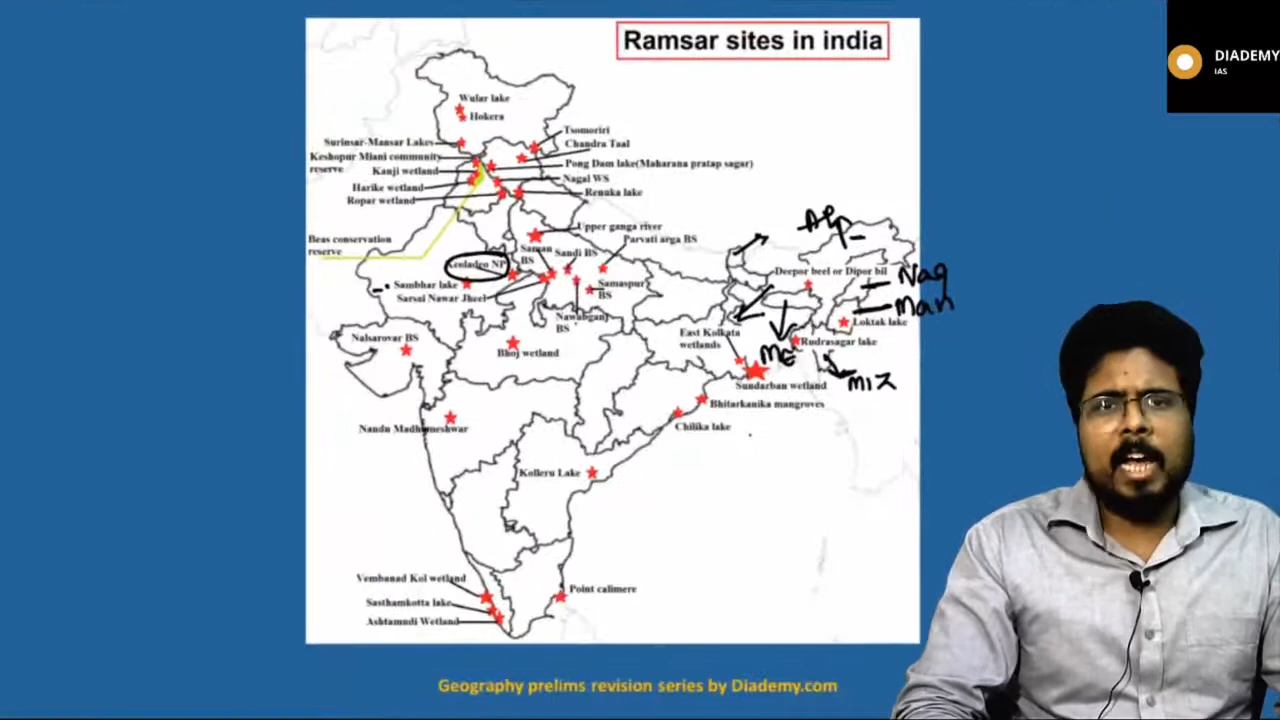 Ramsar sites in india
DIADEMY
IAS
Wular lake
Hokera
Surinsar-Mansar Lakes
Keshopur Miani community
reserve
Kanji wetland
Harike wetland
Ropar wetland
Tsomoriri
Chandra Taal
Pong Dam lake(Maharana pratap sagar)
Nagal WS
Renuka lake
Beas conservation
reserve
Upper ganga river
Parvati arga BS
Saman
BS
Sandi BS
Keoladeo NP
Sambhar lake
Sarsai Nawar Jheel
Samaspur
BS
Nawabganj
BS
Deepor beel or Dipor bil
Nag
Man
Loktak lake
Rudrasagar lake
ME
MIZ
East Kolkata
wetlands
Sundarban wetland
Nalsarovar BS
Bhoj wetland
Bhitarkanika mangroves
Chilika lake
Nandu Madhmeshwar
Kolleru Lake
Vembanad Kol wetland
Sasthamkotta lake
Ashtamudi Wetland
Point calimere
Geography prelims revision series by Diademy.com